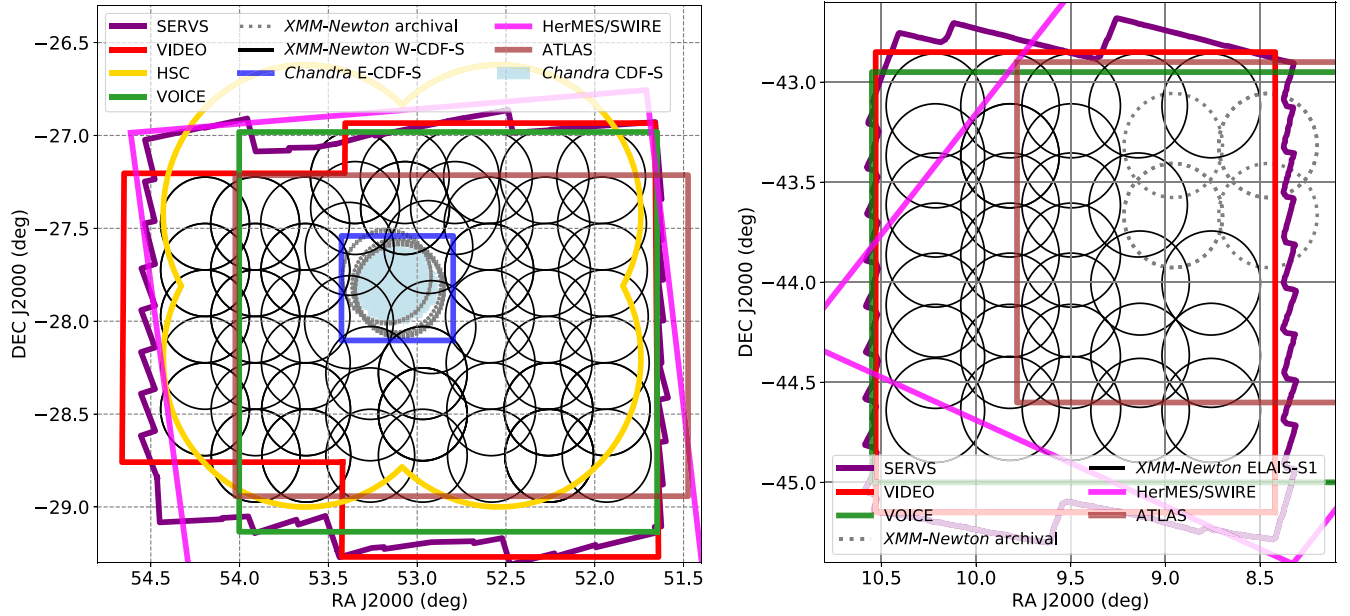 SERVS
VIDEO
HSC
VOICE
XMM-Newton archival
XMM-Newton W-CDF-S
Chandra E-CDF-S
HerMES/SWIRE
ATLAS
Chandra CDF-S
−26.5
−27.0
−27.5
−28.0
−28.5
−29.0
DEC J2000 (deg)
54.5 54.0 53.5 53.0 52.5 52.0 51.5
RA J2000 (deg)
−43.0
−43.5
−44.0
−44.5
−45.0
DEC J2000 (deg)
SERVS
VIDEO
VOICE
XMM-Newton archival
XMM-Newton ELAIS-S1
HerMES/SWIRE
ATLAS
10.5 10.0 9.5 9.0 8.5
RA J2000 (deg)